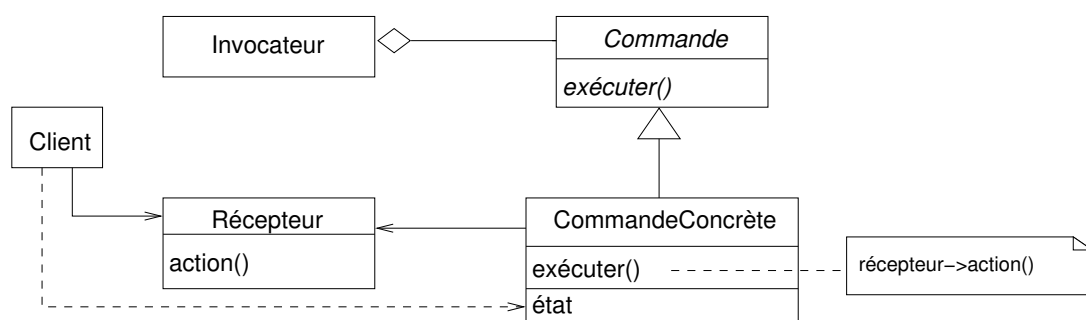 Invocateur
Commande
exécuter()
Client
Récepteur
action()
CommandeConcrète
exécuter()
état
récepteur−>action()